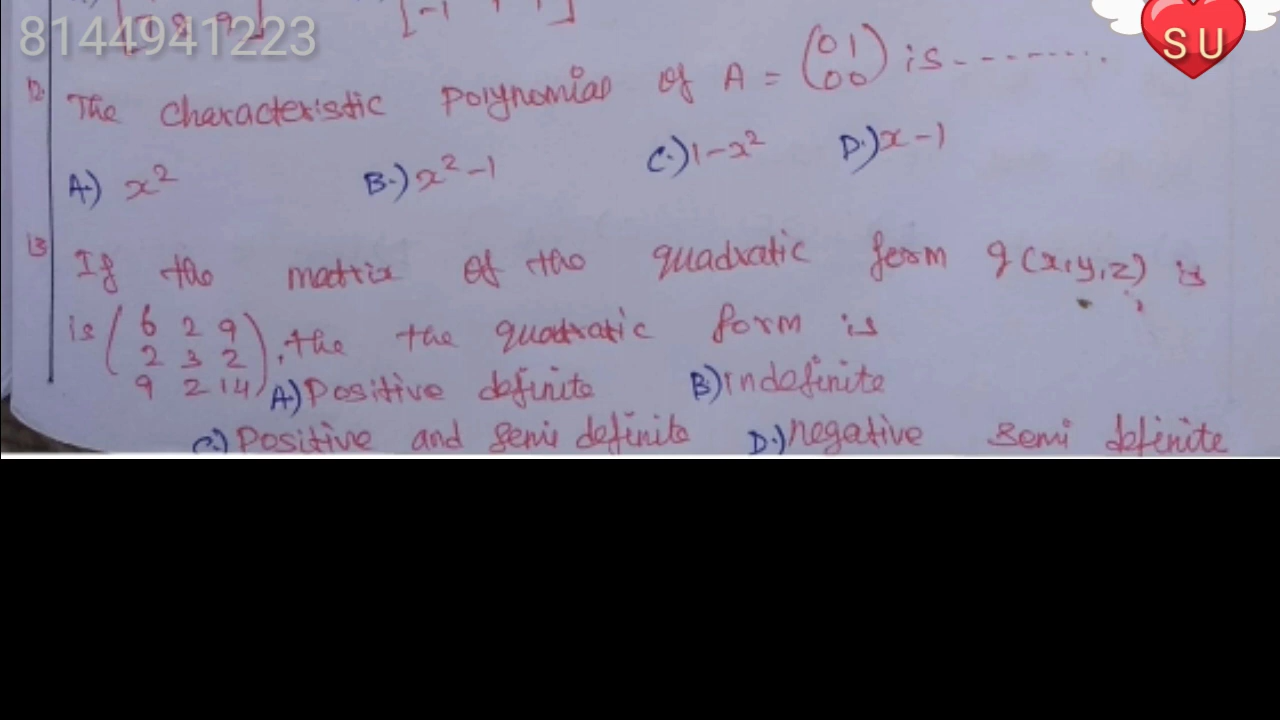 8144941223
S U
12. The characteristic Polynomial of A = (0 1
0 0) is ---------.
A.) x² B.) x²-1 C.) 1-x² D.) x-1
13 If the matrix of the quadratic form q(x,y,z) is
is (6 2 9
2 3 2
9 2 14), the the quadratic form is
A) Positive definite B) indefinite
C.) Positive and semi definite D.) negative semi definite